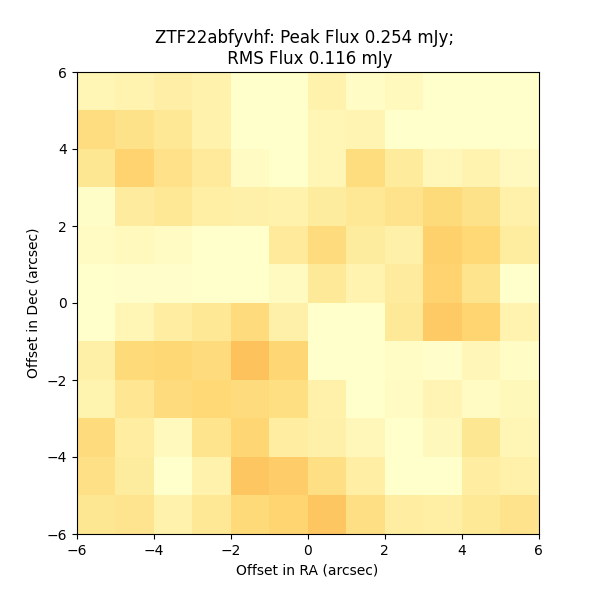 ZTF22abfyvhf: Peak Flux 0.254 mJy;
RMS Flux 0.116 mJy
6
4
2
0
−2
−4
−6
Offset in Dec (arcsec)
−6 −4 −2 0 2 4 6
Offset in RA (arcsec)